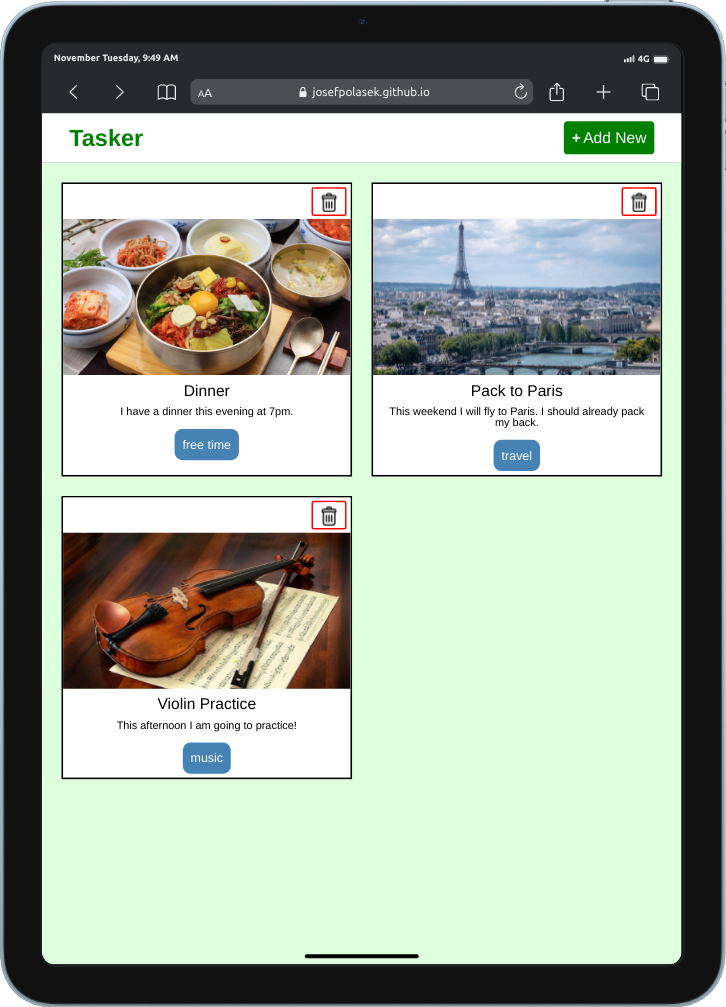 November Tuesday, 9:49 AM
4G
AA
josefpolasek.github.io
Tasker
+ Add New
Dinner
I have a dinner this evening at 7pm.
free time
Pack to Paris
This weekend I will fly to Paris. I should already pack
my back.
travel
Violin Practice
This afternoon I am going to practice!
music